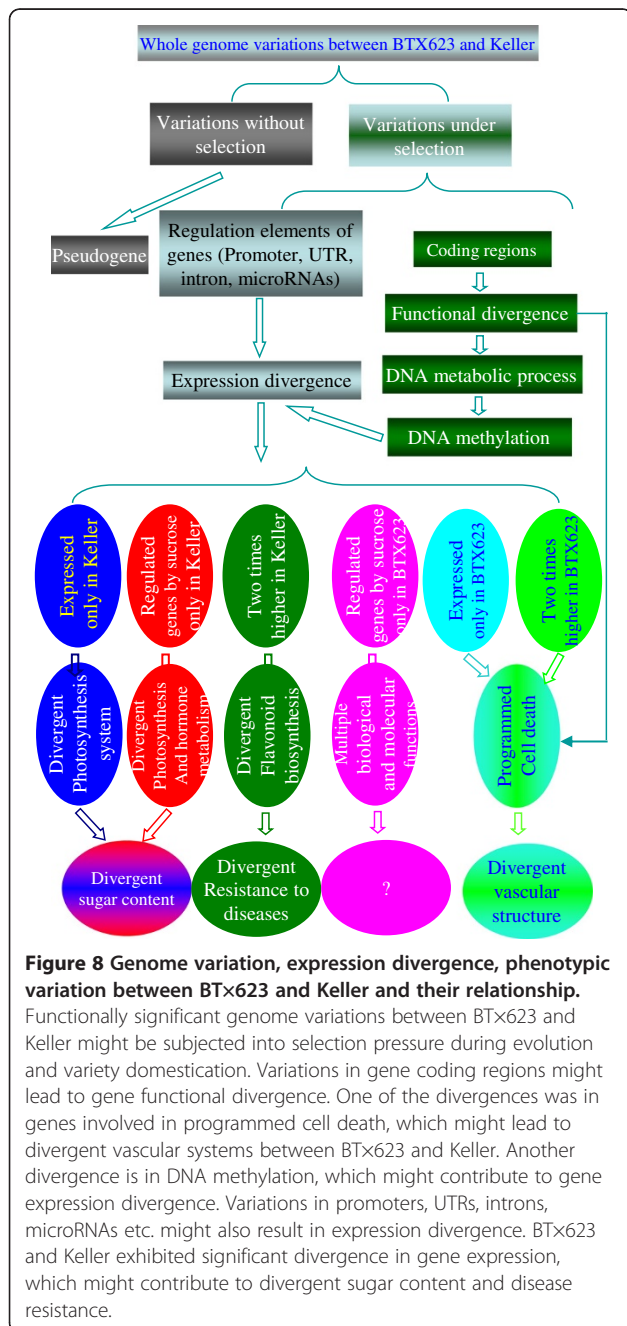 Whole genome variations between BTX623 and Keller
Variations without
selection
Variations under
selection
Pseudogene
Regulation elements of
genes (Promoter, UTR,
intron, microRNAs)
Coding regions
Functional divergence
DNA metabolic process
DNA methylation
Expression divergence
Expressed
only in Keller
Regulated
genes by sucrose
only in Keller
Two times
higher in Keller
Regulated
genes by sucrose
only in BTX623
Expressed
only in BTX623
Two times
higher in BTX623
Divergent
Photosynthesis
system
Divergent
Photosynthesis
And hormone
metabolism
Divergent
Flavonoid
biosynthesis
Multiple
biological
and molecular
functions
Programmed
Cell death
Divergent
sugar content
Divergent
Resistance to
diseases
?
Divergent
vascular
structure
Figure 8 Genome variation, expression divergence, phenotypic
variation between BT×623 and Keller and their relationship.
Functionally significant genome variations between BT×623 and
Keller might be subjected into selection pressure during evolution
and variety domestication. Variations in gene coding regions might
lead to gene functional divergence. One of the divergences was in
genes involved in programmed cell death, which might lead to
divergent vascular systems between BT×623 and Keller. Another
divergence is in DNA methylation, which might contribute to gene
expression divergence. Variations in promoters, UTRs, introns,
microRNAs etc. might also result in expression divergence. BT×623
and Keller exhibited significant divergence in gene expression,
which might contribute to divergent sugar content and disease
resistance.